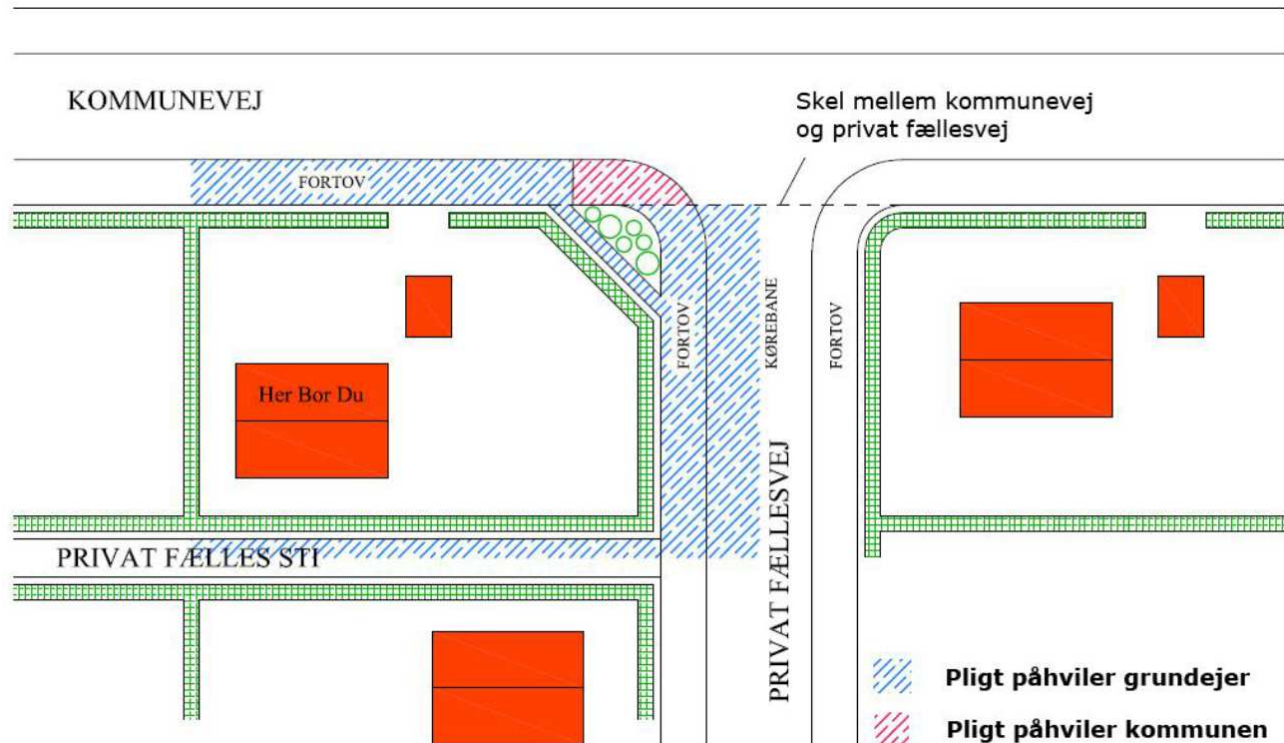 KOMMUNEVEJ
Skel mellem kommunevej
og privat fællesvej
FORTOV
FORTOV
KØREBANE
FORTOV
Her Bor Du
PRIVAT FÆLLESVEJ
PRIVAT FÆLLES STI
Pligt påhviler grundejer
Pligt påhviler kommunen